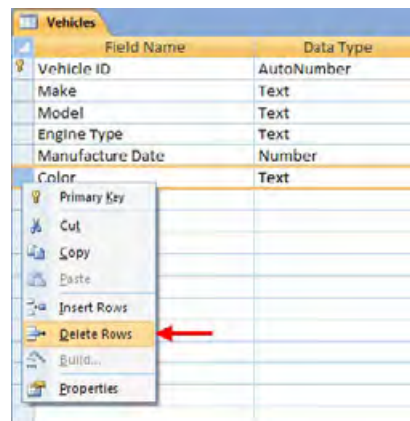 Vehicles
Field Name Data Type
Vehicle ID AutoNumber
Make Text
Model Text
Engine Type Text
Manufacture Date Number
Color Text
Primary Key
Cut
Copy
Paste
Insert Rows
Delete Rows
Build...
Properties